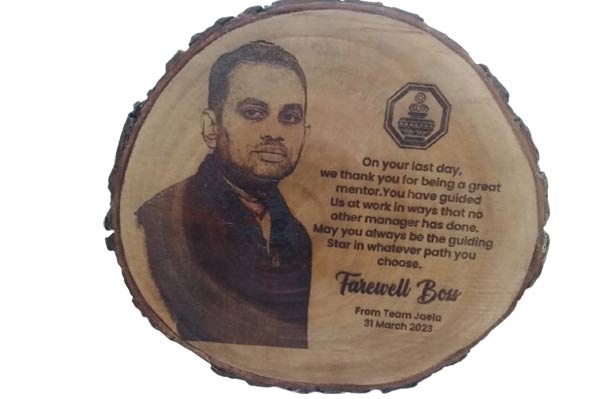 On your last day,
we thank you for being a great
mentor.You have guided
Us at work in ways that no
other manager has done.
May you always be the guiding
Star in whatever path you
choose.
Farewell Boss
From Team Jaela
31 March 2023